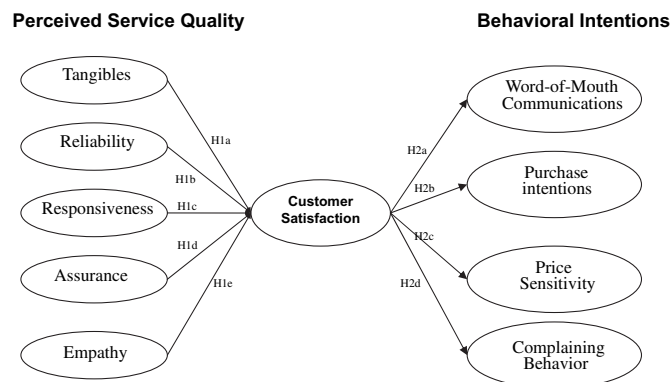 Perceived Service Quality
Behavioral Intentions
Tangibles
Reliability
Responsiveness
Assurance
Empathy
H1a
H1b
H1c
H1d
H1e
Customer
Satisfaction
H2a
H2b
H2c
H2d
Word-of-Mouth
Communications
Purchase
intentions
Price
Sensitivity
Complaining
Behavior